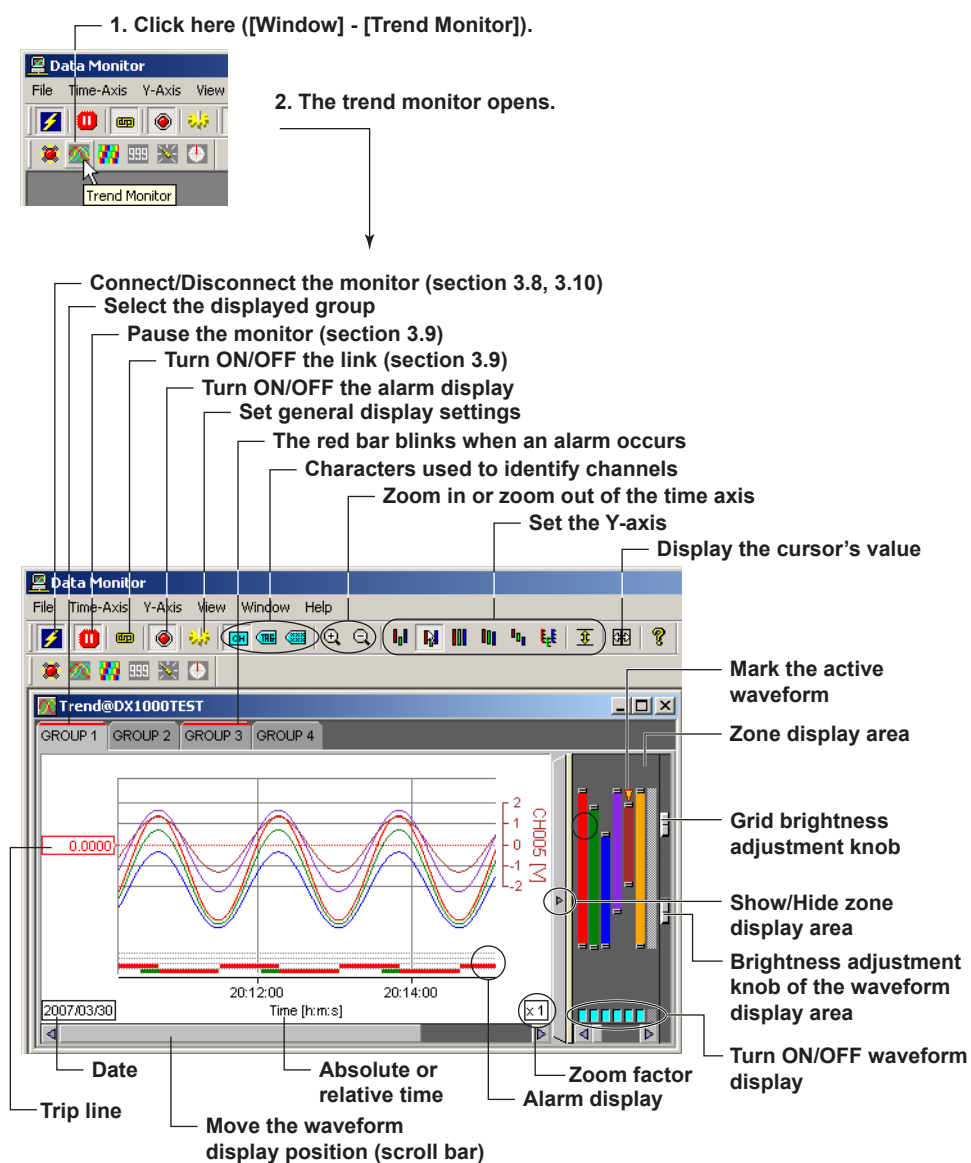 1. Click here ([Window] - [Trend Monitor]).
Data Monitor
File Time-Axis Y-Axis View
Trend Monitor
2. The trend monitor opens.
Connect/Disconnect the monitor (section 3.8, 3.10)
Select the displayed group
Pause the monitor (section 3.9)
Turn ON/OFF the link (section 3.9)
Turn ON/OFF the alarm display
Set general display settings
The red bar blinks when an alarm occurs
Characters used to identify channels
Zoom in or zoom out of the time axis
Set the Y-axis
Display the cursor's value
Data Monitor
File Time-Axis Y-Axis View Window Help
CH TAG
999
Trend@DX1000TEST
GROUP 1 GROUP 2 GROUP 3 GROUP 4
0.0000
2
1
0
-1
-2
CH005 [V]
20:12:00 20:14:00
2007/03/30 Time [h:m:s] x 1
Mark the active
waveform
Zone display area
Grid brightness
adjustment knob
Show/Hide zone
display area
Brightness adjustment
knob of the waveform
display area
Turn ON/OFF waveform
display
Date
Absolute or
relative time
Zoom factor
Alarm display
Trip line
Move the waveform
display position (scroll bar)